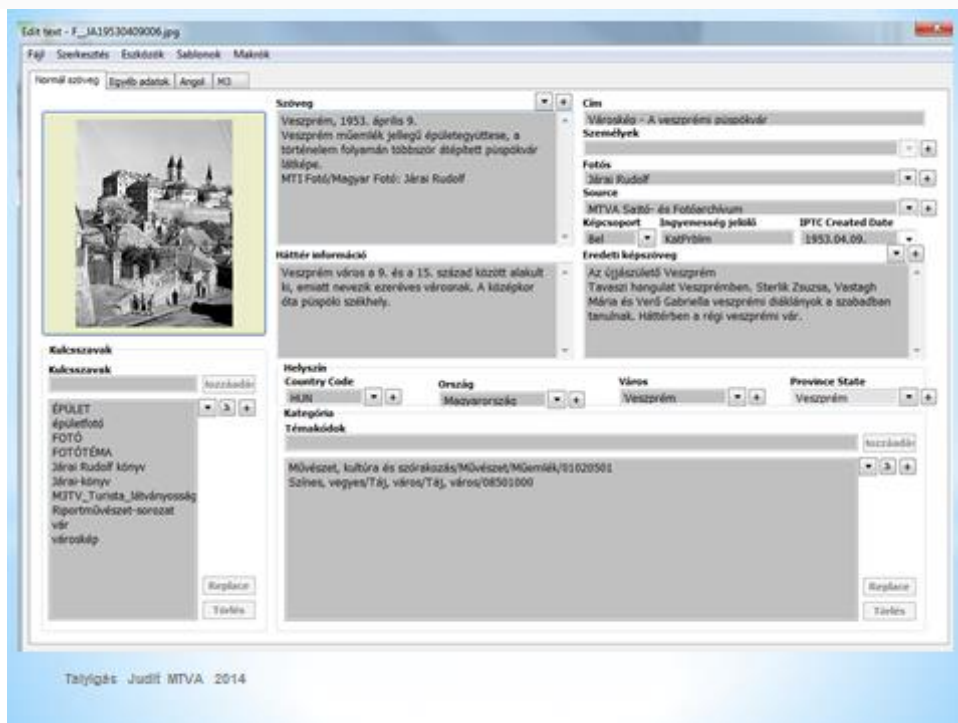 Edit text - F__JA19530409006.jpg
Fájl Szerkesztés Eszközök Sablonok Makrók
Normál szöveg Egyéb adatok Angol M3
Szöveg
Veszprém, 1953. április 9.
Veszprém műemlék jellegű épületegyüttese, a
történelem folyamán többször átépített püspökvár
látképe.
MTI Fotó/Magyar Fotó: Járai Rudolf
Háttér információ
Veszprém város a 9. és a 15. század között alakult
ki, emiatt nevezik ezeréves városnak. A középkor
óta püspöki székhely.
Cím
Városkép - A veszprémi püspökvár
Személyek
Fotós
Járai Rudolf
Source
MTVA Sajtó- és Fotóarchívum
Képcsoport Ingyenesség jelölő IPTC Created Date
Bel KatPrblm 1953.04.09.
Eredeti képszöveg
Az újjászülető Veszprém
Tavaszi hangulat Veszprémben. Sterlik Zsuzsa, Vastagh
Mária és Verő Gabriella veszprémi diáklányok a szabadban
tanulnak. Háttérben a régi veszprémi vár.
Kulcsszavak
Kulcsszavak
hozzáadás
ÉPÜLET
épületfotó
FOTÓ
FOTÓTÉMA
Járai Rudolf könyv
Járai-könyv
M3TV_Turista_látványosság
Riportművészet-sorozat
vár
városkép
Replace
Törlés
Helyszín
Country Code Ország Város Province State
HUN Magyarország Veszprém Veszprém
Kategória
Témakódok
hozzáadás
Művészet, kultúra és szórakozás/Művészet/Műemlék/01020501
Színes, vegyes/Táj, város/Táj, város/08501000
Replace
Törlés
Talyigás Judit MTVA 2014